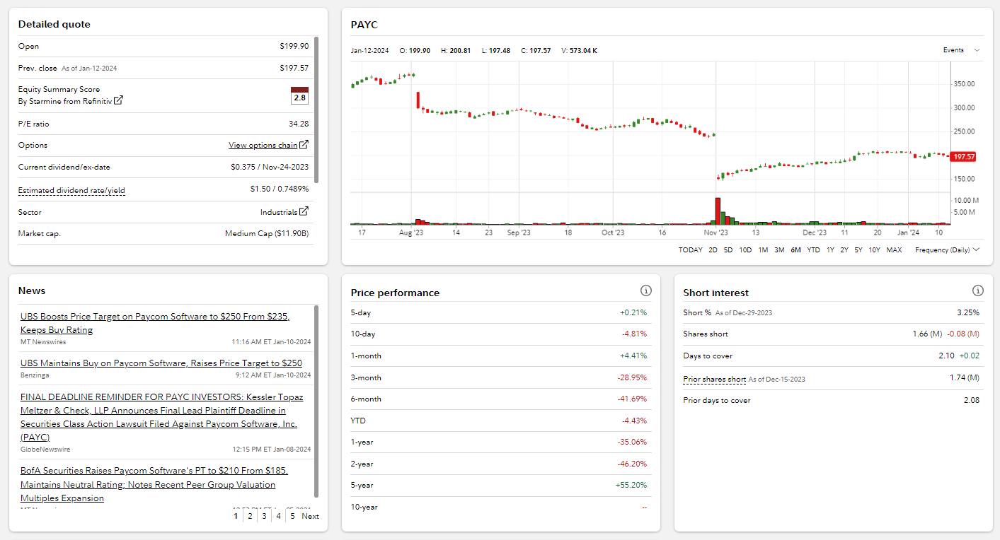 Detailed quote
Open $199.90
Prev. close As of Jan-12-2024 $197.57
Equity Summary Score
By Starmine from Refinitiv
2.8
P/E ratio 34.28
Options View options chain
Current dividend/ex-date $0.375 / Nov-24-2023
Estimated dividend rate/yield $1.50 / 0.7489%
Sector Industrials
Market cap. Medium Cap ($11.90B)
PAYC
Jan-12-2024 O: 199.90 H: 200.81 L: 197.48 C: 197.57 V: 573.04 K
Events
350.00
300.00
250.00
197.57
150.00
10.00 M
5.00 M
17 Aug '23 14 23 Sep '23 18 Oct '23 16 Nov '23 13 Dec '23 11 20 Jan '24 10
TODAY 2D 5D 10D 1M 3M 6M YTD 1Y 2Y 5Y 10Y MAX Frequency (Daily)
News
UBS Boosts Price Target on Paycom Software to $250 From $235,
Keeps Buy Rating
MT Newswires 11:16 AM ET Jan-10-2024
UBS Maintains Buy on Paycom Software, Raises Price Target to $250
Benzinga 9:12 AM ET Jan-10-2024
FINAL DEADLINE REMINDER FOR PAYC INVESTORS: Kessler Topaz
Meltzer & Check, LLP Announces Final Lead Plaintiff Deadline in
Securities Class Action Lawsuit Filed Against Paycom Software, Inc.
(PAYC)
GlobeNewswire 12:15 PM ET Jan-08-2024
BofA Securities Raises Paycom Software's PT to $210 From $185,
Maintains Neutral Rating; Notes Recent Peer Group Valuation
Multiples Expansion
1 2 3 4 5 Next
Price performance
5-day +0.21%
10-day -4.81%
1-month +4.41%
3-month -28.95%
6-month -41.69%
YTD -4.43%
1-year -35.06%
2-year -46.20%
5-year +55.20%
10-year --
Short interest
Short % As of Dec-29-2023 3.25%
Shares short 1.66 (M) -0.08 (M)
Days to cover 2.10 +0.02
Prior shares short As of Dec-15-2023 1.74 (M)
Prior days to cover 2.08